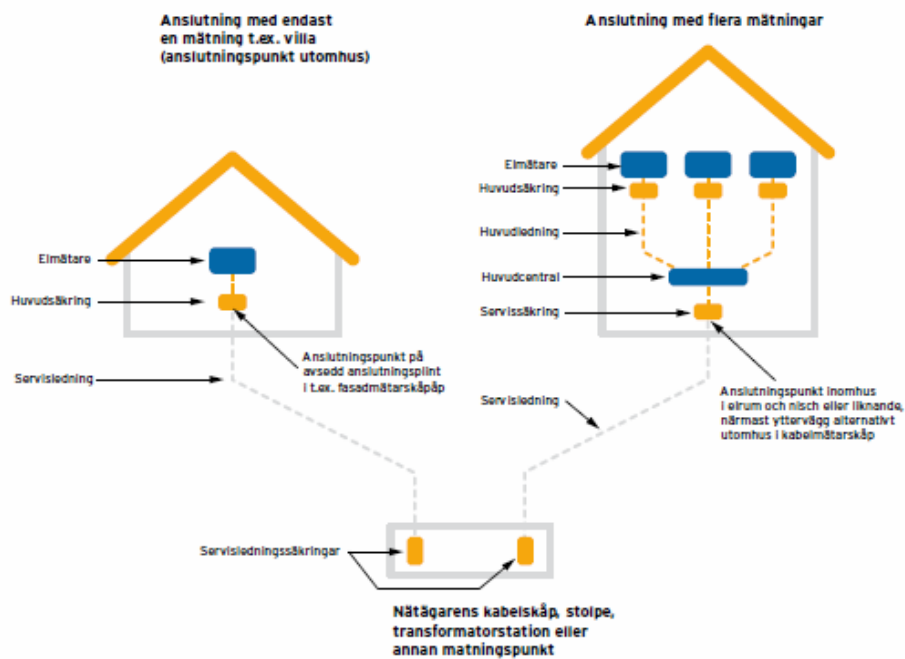 Anslutning med endast
en mätning t.ex. villa
(anslutningspunkt utomhus)
Elmätare
Huvudsäkring
Anslutningspunkt på
avsedd anslutningsplint
i t.ex. fasadmätarskåpåp
Servisledning
Anslutning med flera mätningar
Elmätare
Huvudsäkring
Huvudledning
Huvudcentral
Servissäkring
Anslutningspunkt inomhus
i elrum och nisch eller liknande,
närmast yttervägg alternativt
utomhus i kabelmätarskåp
Servisledning
Servisledningssäkringar
Nätägarens kabelskåp, stolpe,
transformatorstation eller
annan matningspunkt